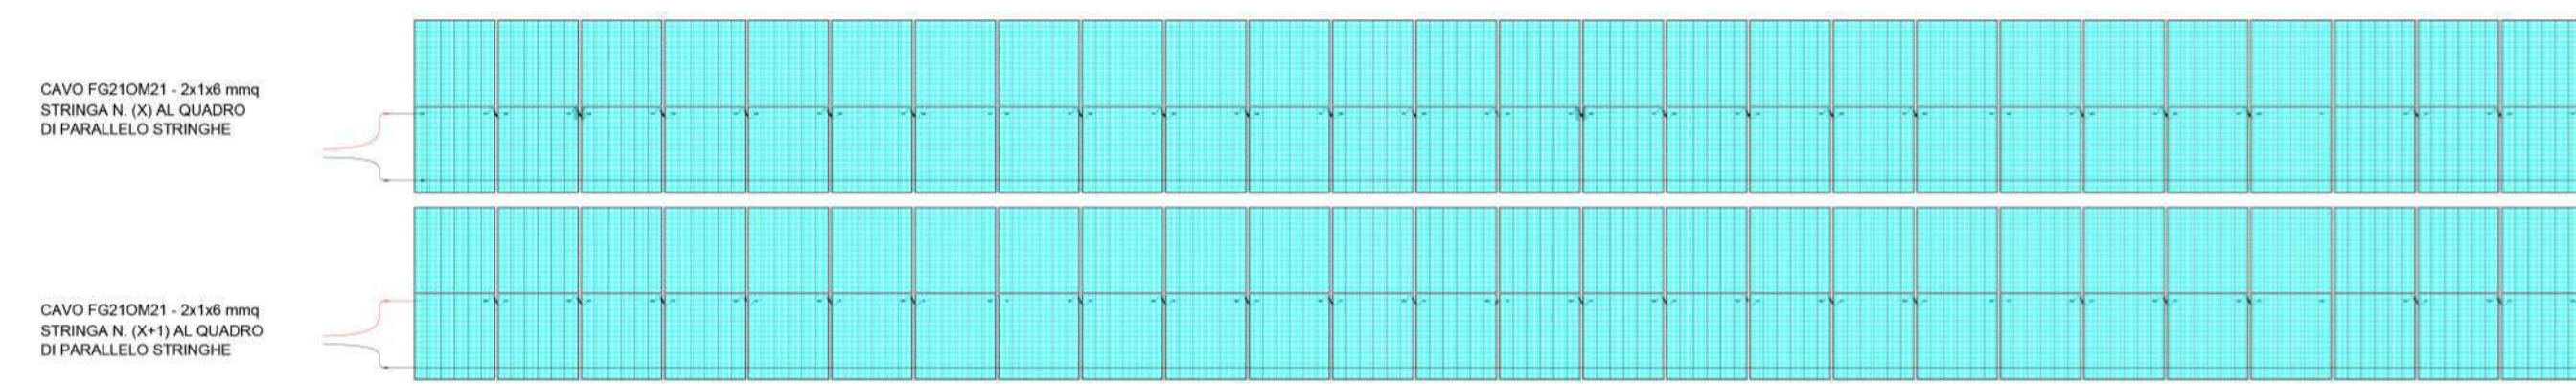 CAVO FG21OM21 - 2x1x6 mmq
STRINGA N. (X) AL QUADRO
DI PARALLELO STRINGHE
CAVO FG21OM21 - 2x1x6 mmq
STRINGA N. (X+1) AL QUADRO
DI PARALLELO STRINGHE